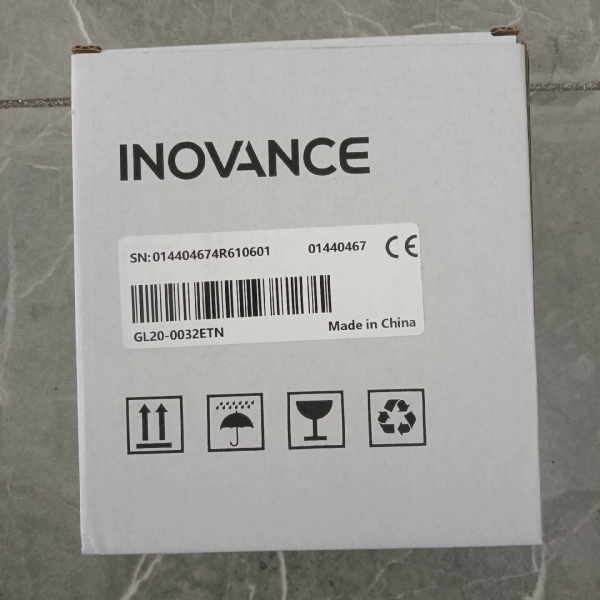 INOVANCE
SN:014404674R610601 01440467 CE
GL20-0032ETN Made in China